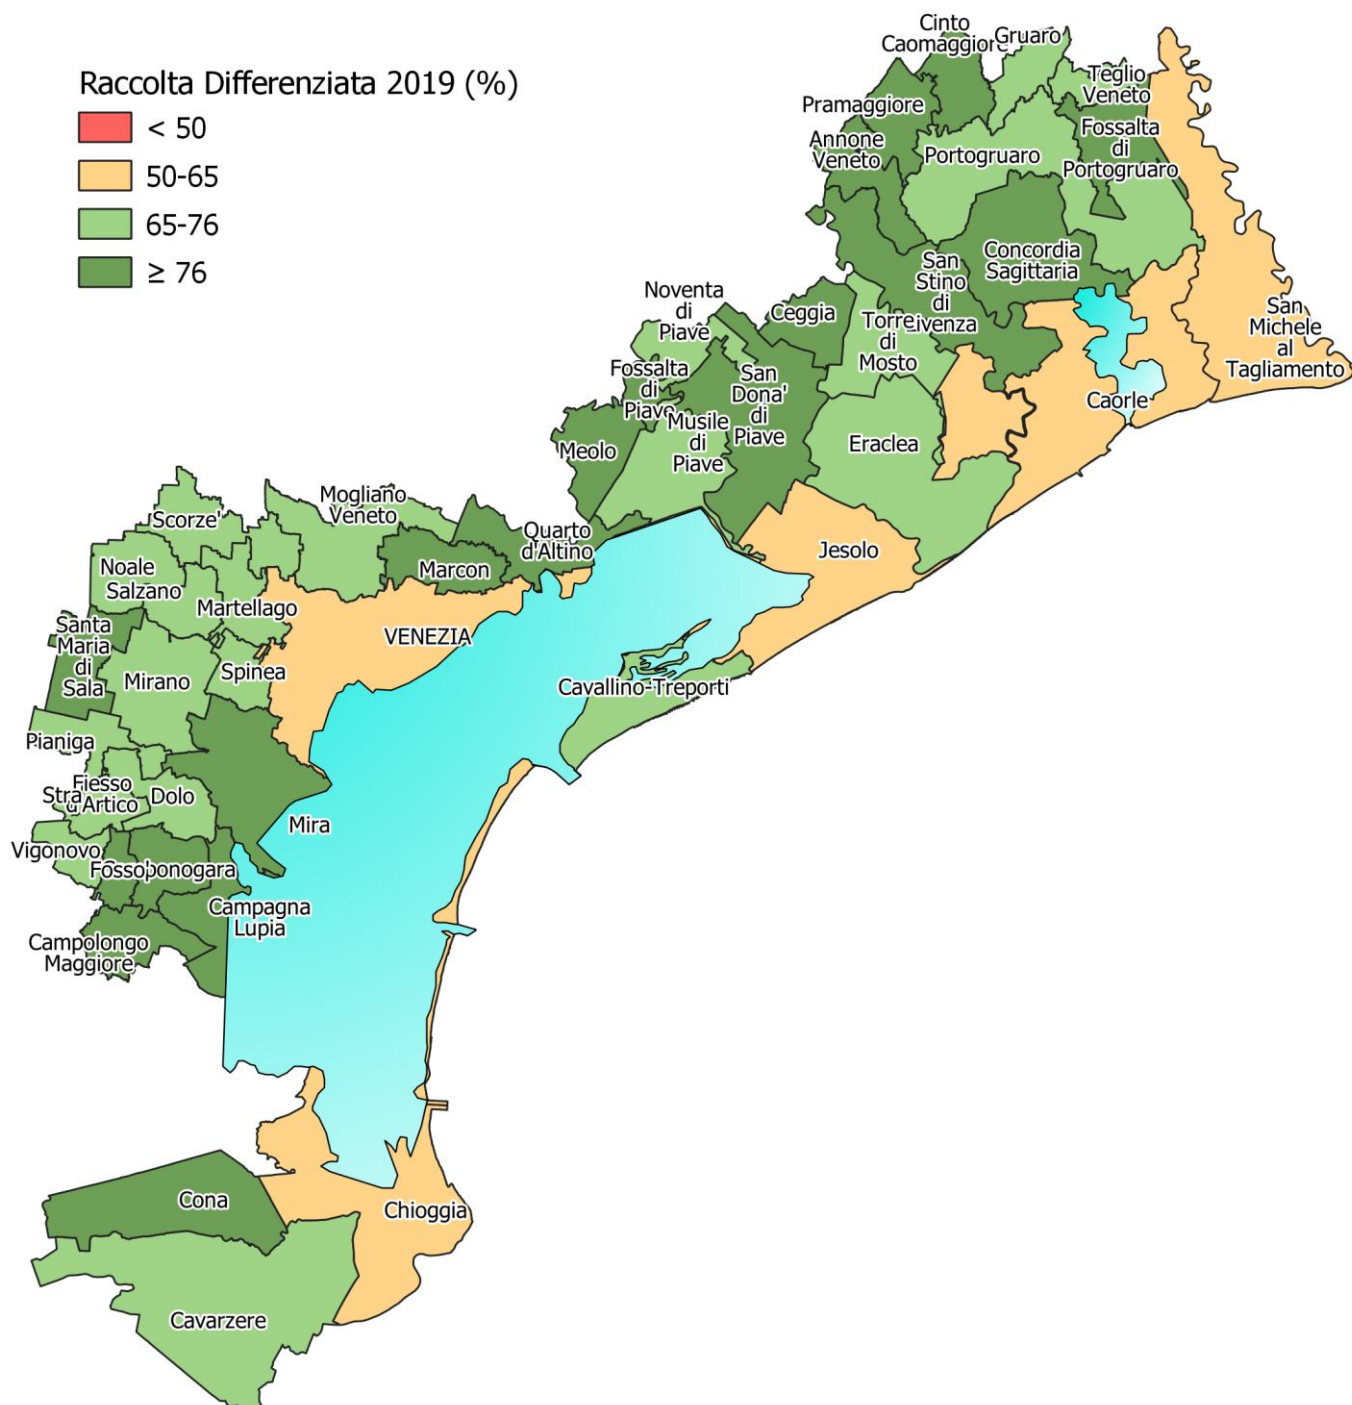 Raccolta Differenziata 2019 (%)
< 50
50-65
65-76
≥ 76
Cinto
Caomaggiore
Gruaro
Teglio
Veneto
Pramaggiore
Annone
Veneto
Portogruaro
Fossalta
di
Portogruaro
Concordia
Sagittaria
San
Stino
di
Livenza
San
Michele
al
Tagliamento
Noventa
di
Piave
Ceggia
Torre
di
Mosto
Caorle
Fossalta
di
Piave
San
Dona'
di
Piave
Musile
di
Piave
Meolo
Eraclea
Jesolo
Mogliano
Veneto
Scorze'
Quarto
d'Altino
Marcon
Noale
Salzano
Martellago
VENEZIA
Santa
Maria
di
Sala
Mirano
Spinea
Cavallino-Treporti
Pianiga
Fiesso
d'Artico
Stra
Dolo
Mira
Vigonovo
Fosso'
ponogara
Campagna
Lupia
Campolongo
Maggiore
Cona
Chioggia
Cavarzere